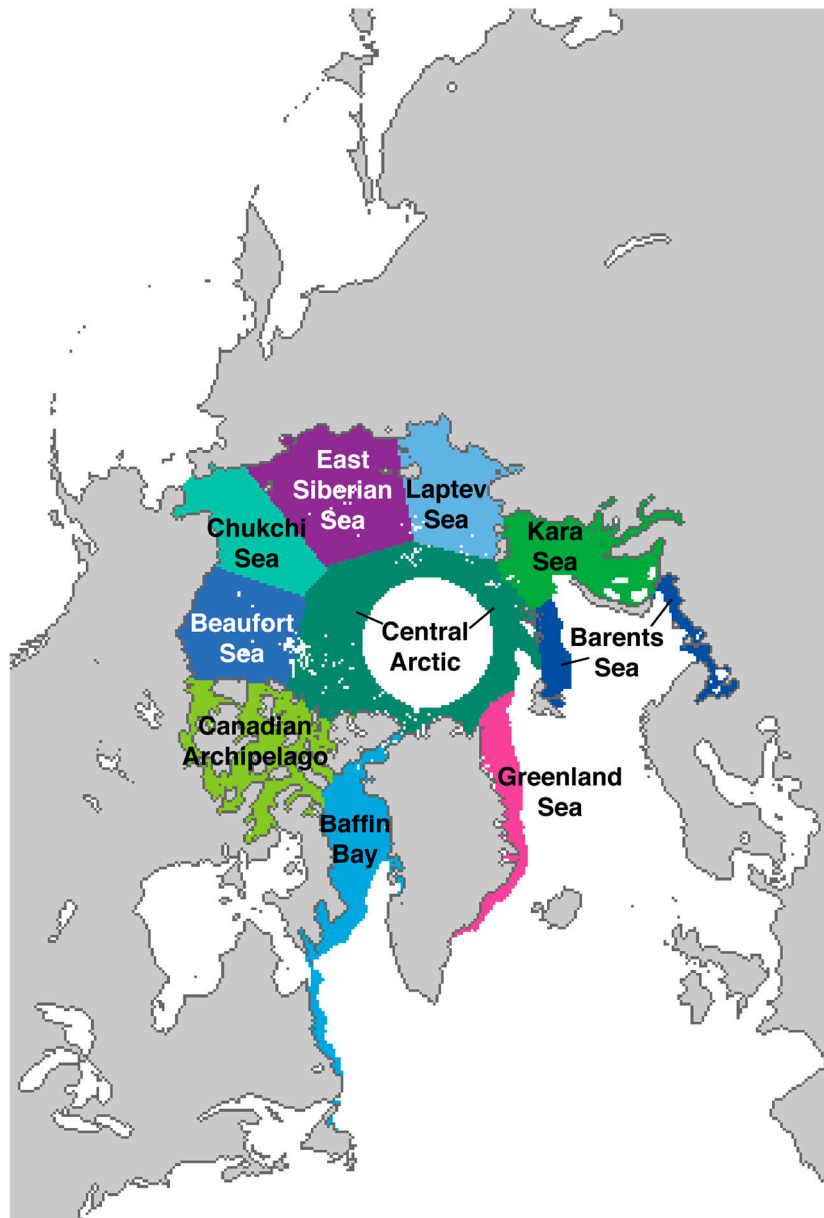 East
Siberian
Sea
Laptev
Sea
Chukchi
Sea
Kara
Sea
Beaufort
Sea
Central
Arctic
Barents
Sea
Canadian
Archipelago
Greenland
Sea
Baffin
Bay